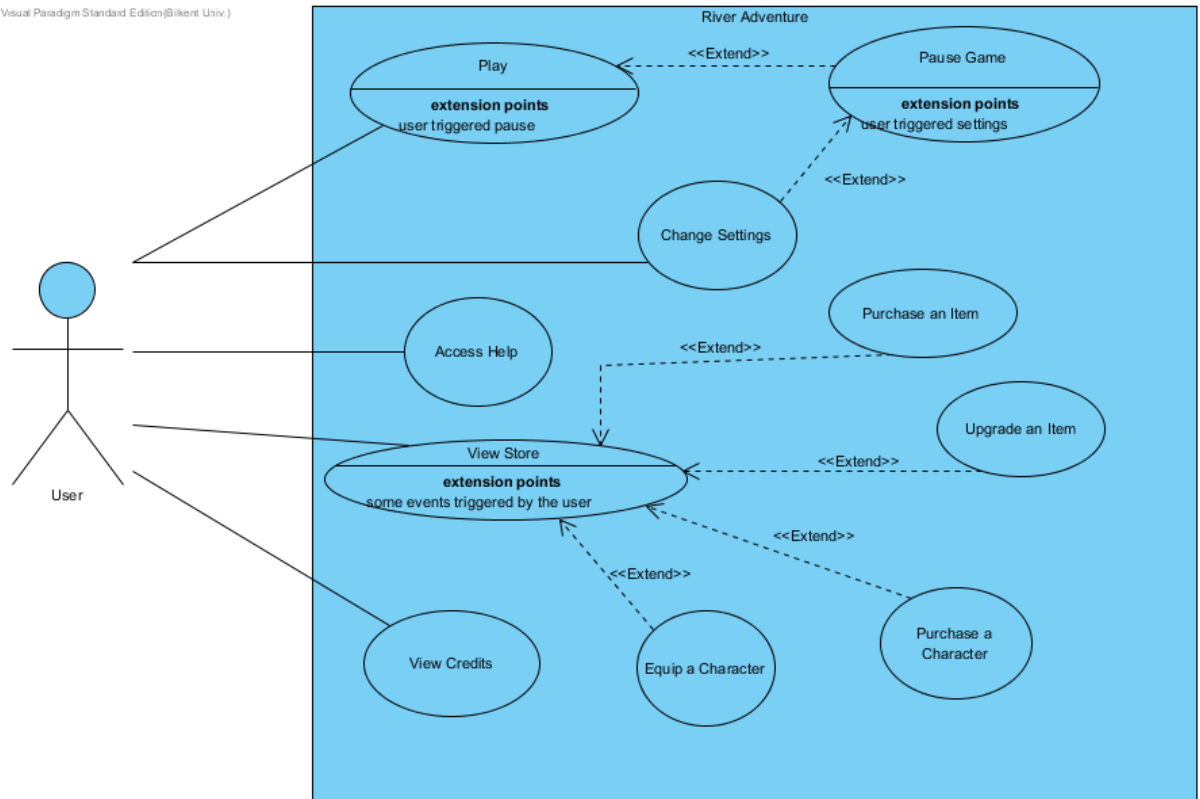 Visual Paradigm Standard Edition(Bilkent Univ.)
River Adventure
Play
extension points
user triggered pause
<<Extend>>
Pause Game
extension points
user triggered settings
<<Extend>>
Change Settings
Purchase an Item
<<Extend>>
Access Help
Upgrade an Item
<<Extend>>
View Store
extension points
some events triggered by the user
User
<<Extend>>
<<Extend>>
Purchase a
Character
View Credits
Equip a Character